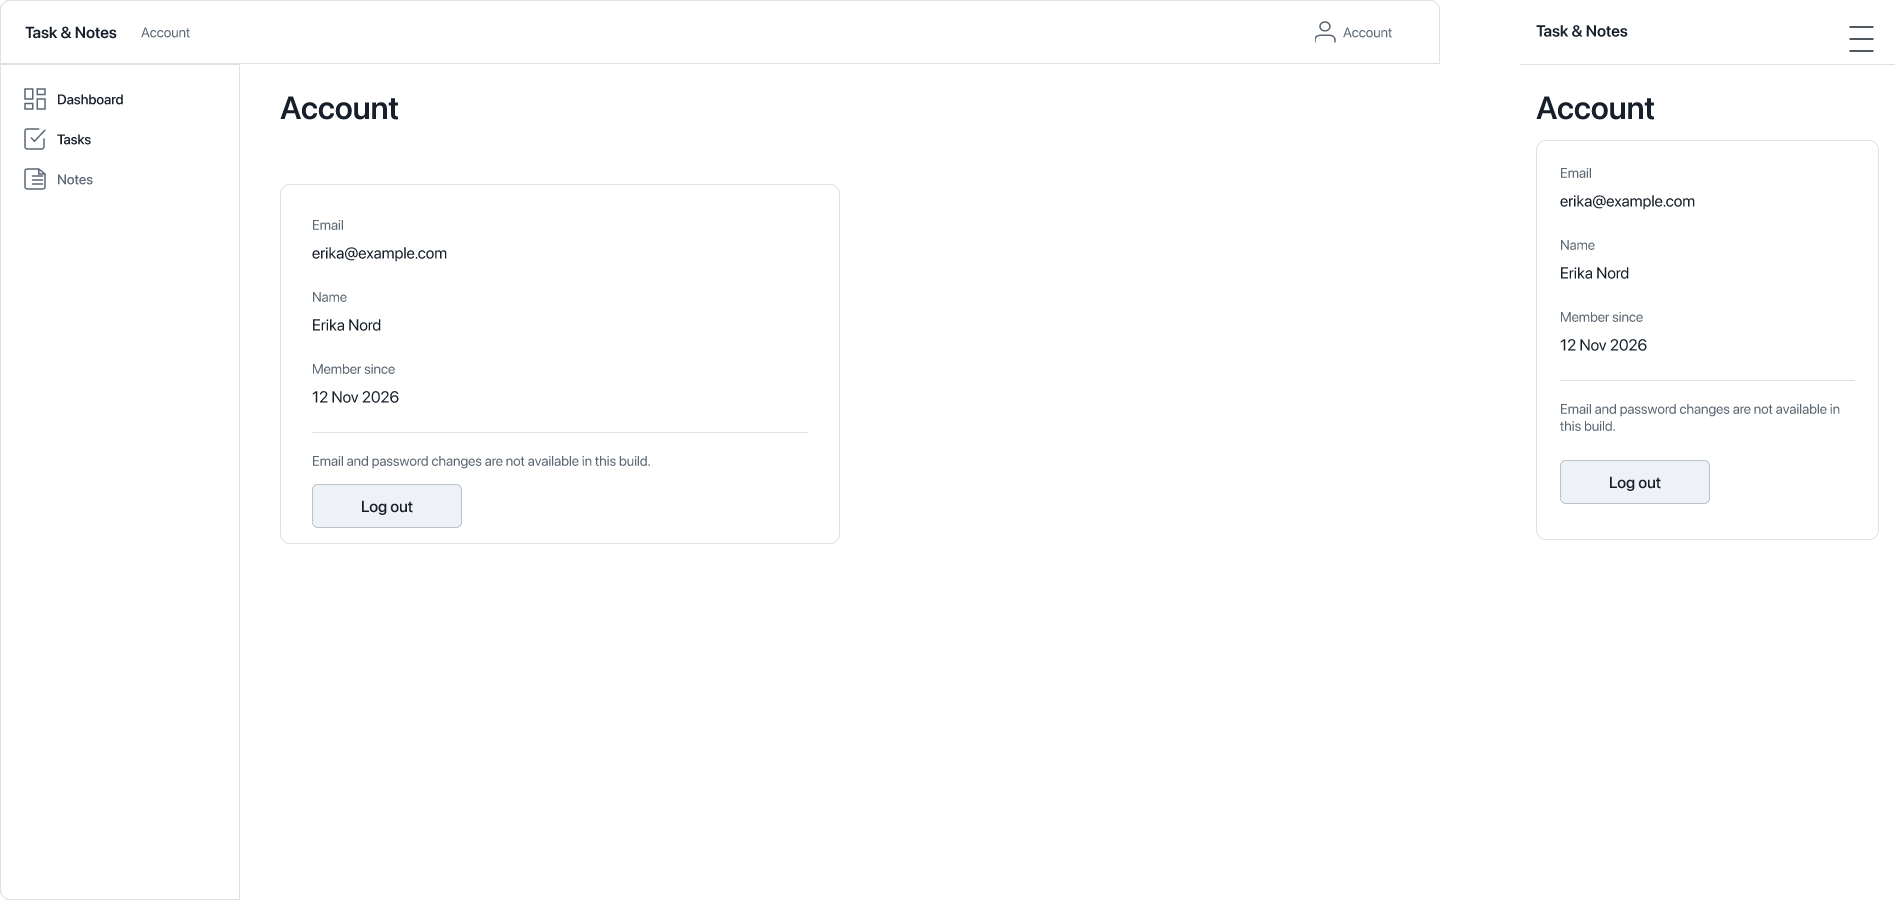 Task & Notes
Account
Account
Dashboard
Tasks
Notes
Account
Email
erika@example.com
Name
Erika Nord
Member since
12 Nov 2026
Email and password changes are not available in this build.
Log out
Task & Notes
Account
Email
erika@example.com
Name
Erika Nord
Member since
12 Nov 2026
Email and password changes are not available in
this build.
Log out